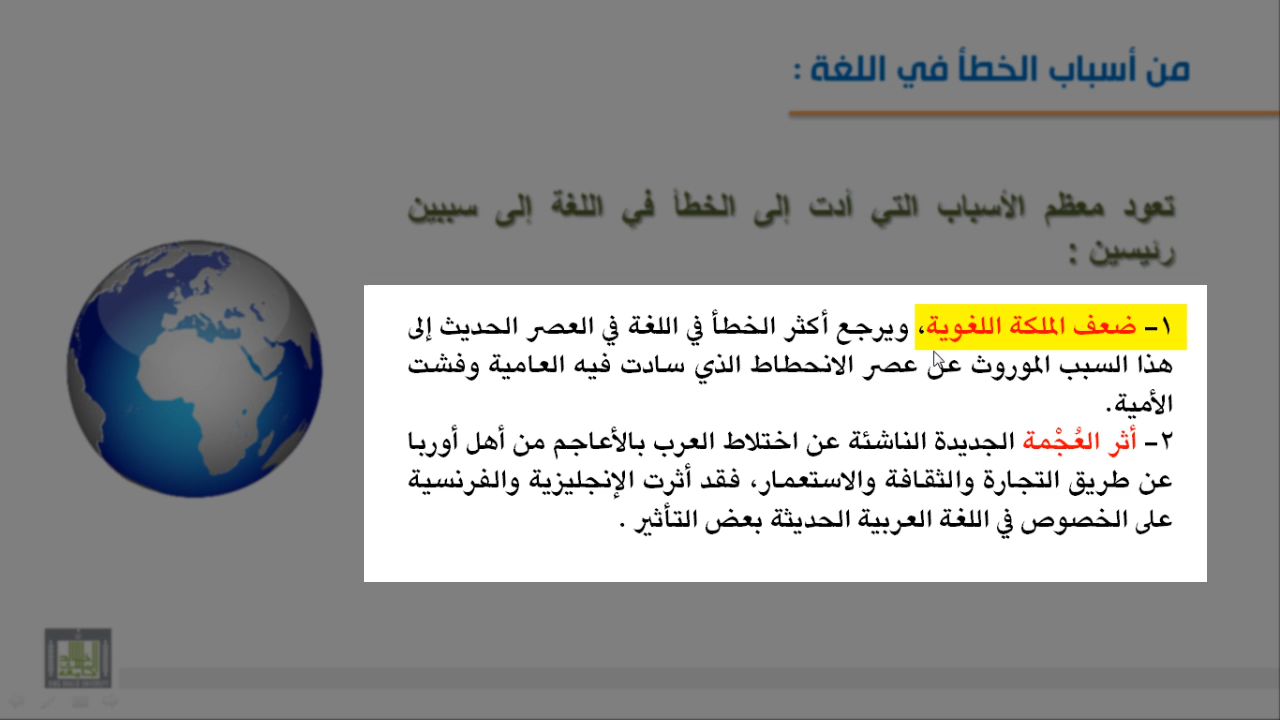 من أسباب الخطأ في اللغة :
تعود معظم الأسباب التي أدت إلى الخطأ في اللغة إلى سببين
رئيسين :
١- ضعف الملكة اللغوية، ويرجع أكثر الخطأ في اللغة في العصر الحديث إلى
هذا السبب الموروث عن عصر الانحطاط الذي سادت فيه العامية وفشت
الأمية.
٢- أثر العُجْمة الجديدة الناشئة عن اختلاط العرب بالأعاجم من أهل أوربا
عن طريق التجارة والثقافة والاستعمار، فقد أثرت الإنجليزية والفرنسية
على الخصوص في اللغة العربية الحديثة بعض التأثير .